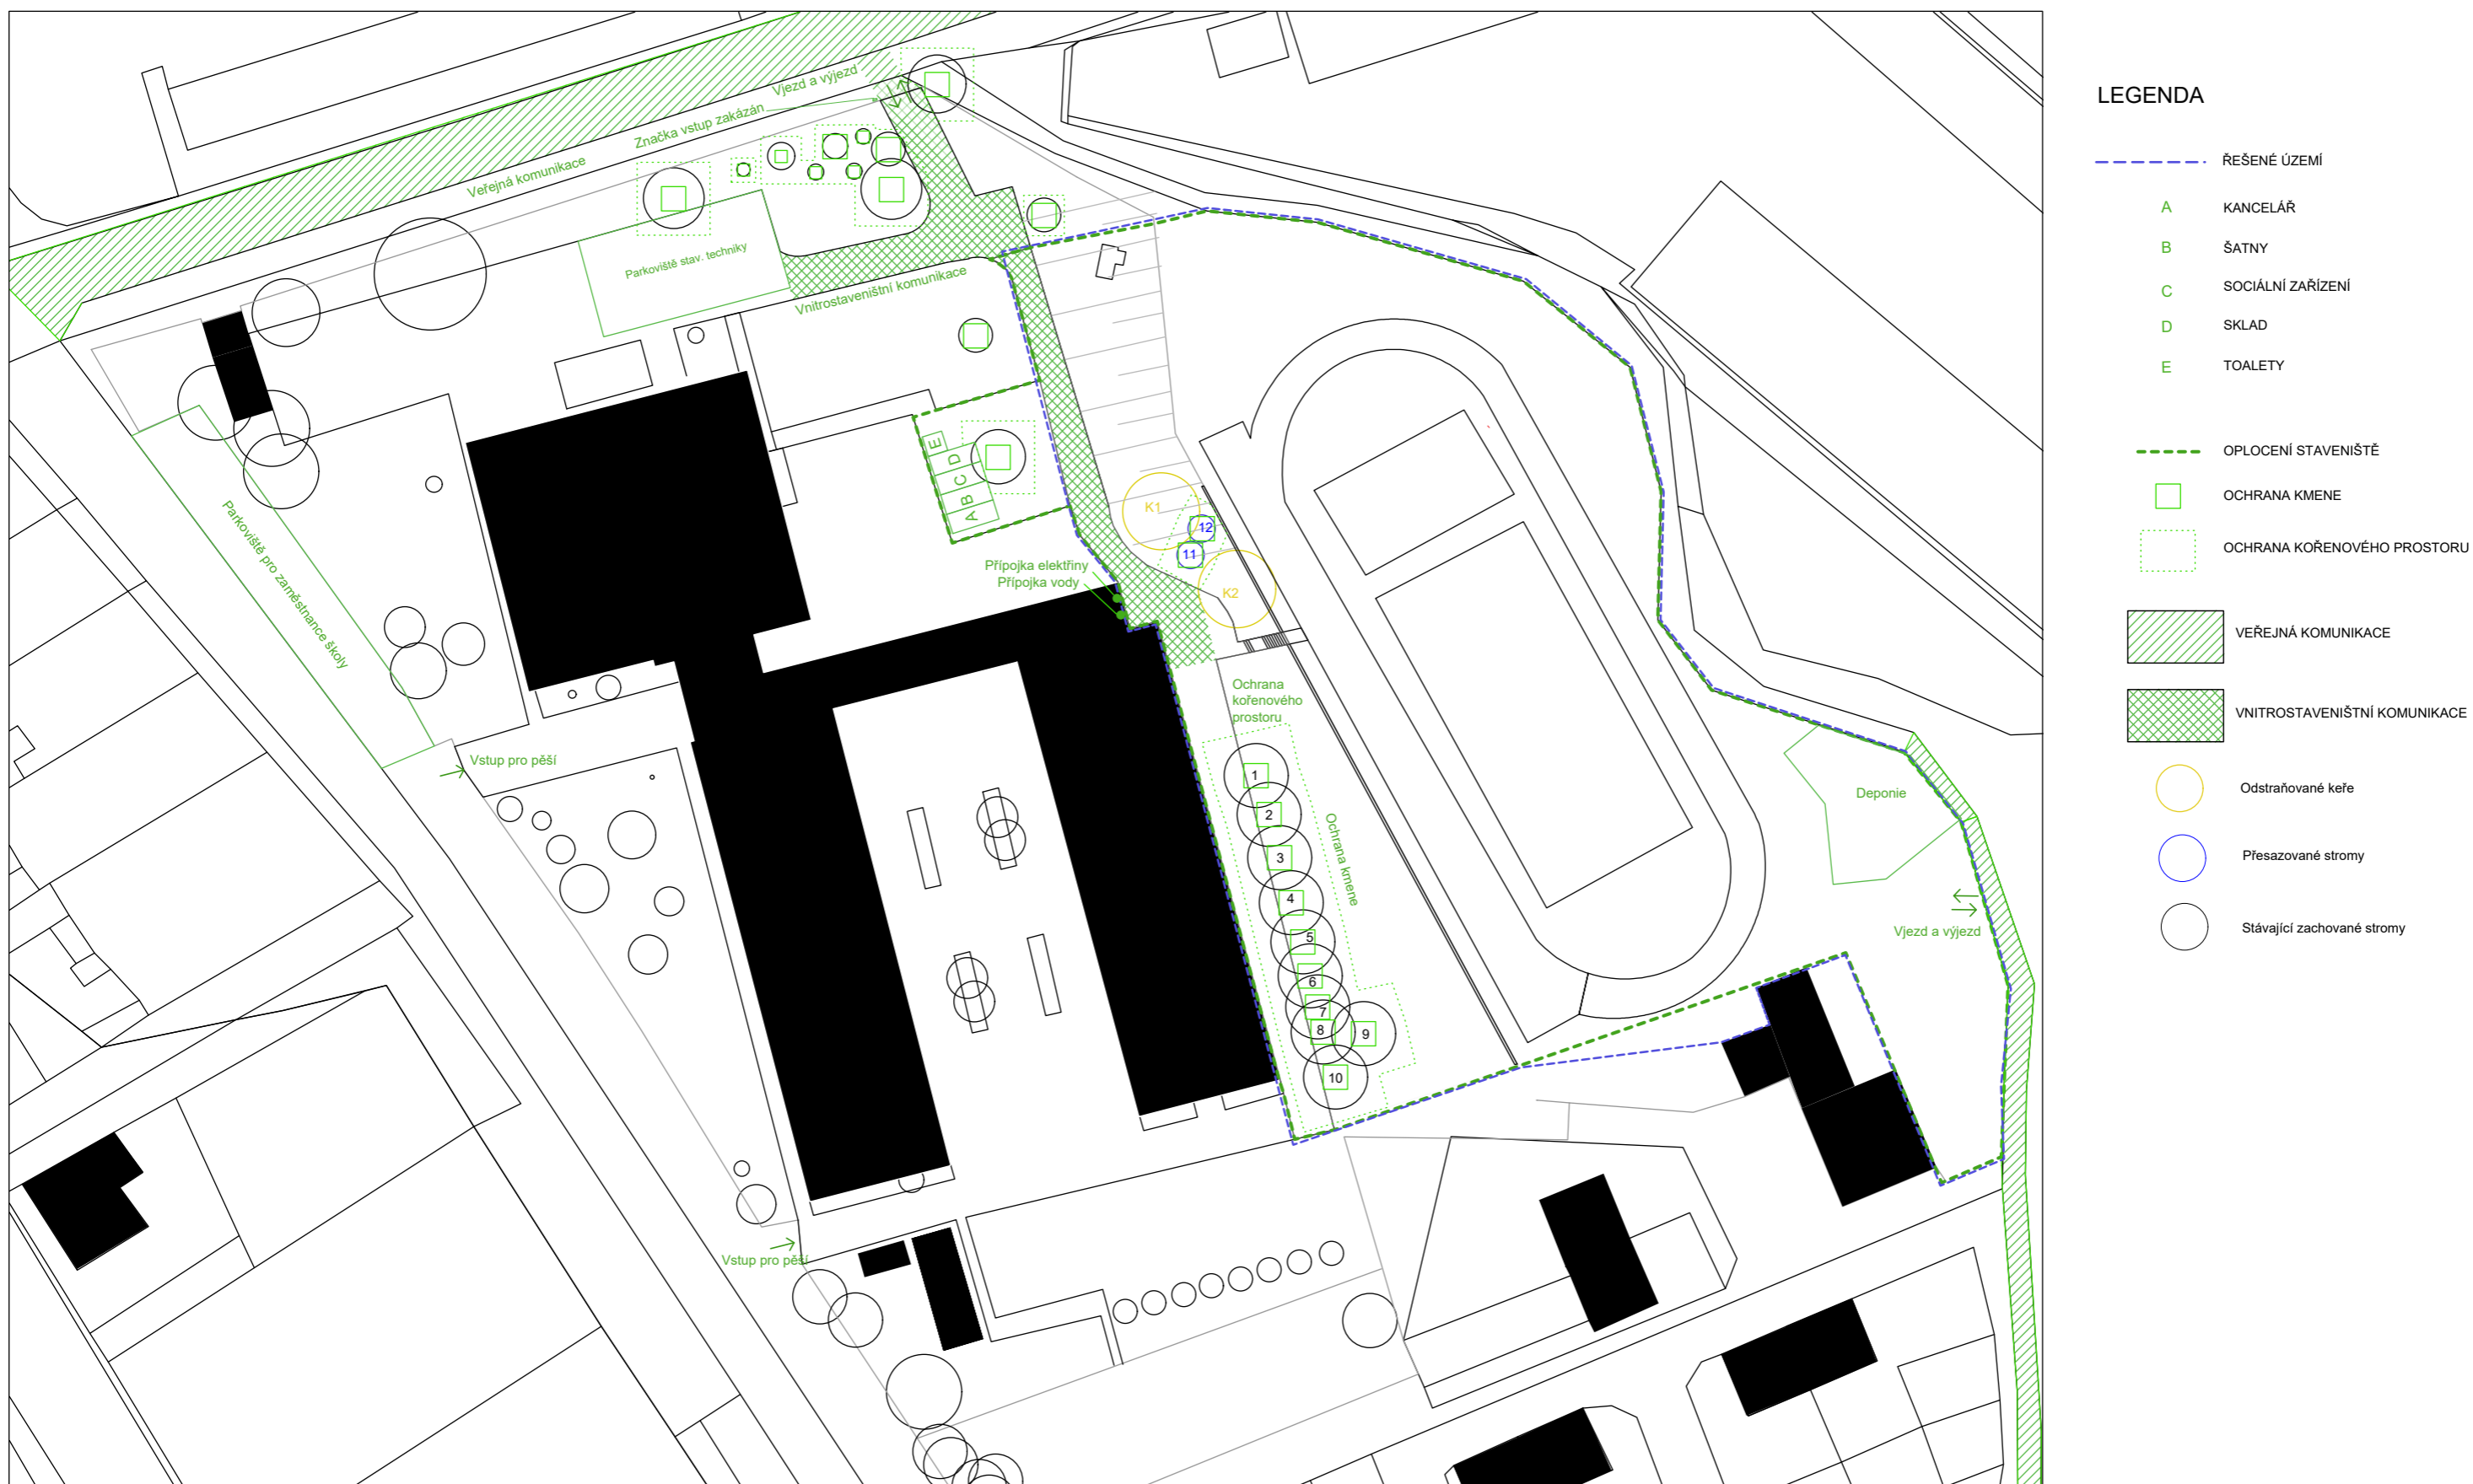 Vjezd a výjezd
Značka vstup zakázán
Veřejná komunikace
Parkoviště stav. techniky
Vnitrostaveništní komunikace
Parkoviště pro zaměstnance školy
E
D
C
B
A
K1
12
11
K2
Přípojka elektřiny
Přípojka vody
Ochrana
kořenového
prostoru
Vstup pro pěší
1
2
3
4
5
6
7
8
9
10
Ochrana kmene
Deponie
Vjezd a výjezd
Vstup pro pěší
LEGENDA
ŘEŠENÉ ÚZEMÍ
A KANCELÁŘ
B ŠATNY
C SOCIÁLNÍ ZAŘÍZENÍ
D SKLAD
E TOALETY
OPLOCENÍ STAVENIŠTĚ
OCHRANA KMENE
OCHRANA KOŘENOVÉHO PROSTORU
VEŘEJNÁ KOMUNIKACE
VNITROSTAVENIŠTNÍ KOMUNIKACE
Odstraňované keře
Přesazované stromy
Stávající zachované stromy